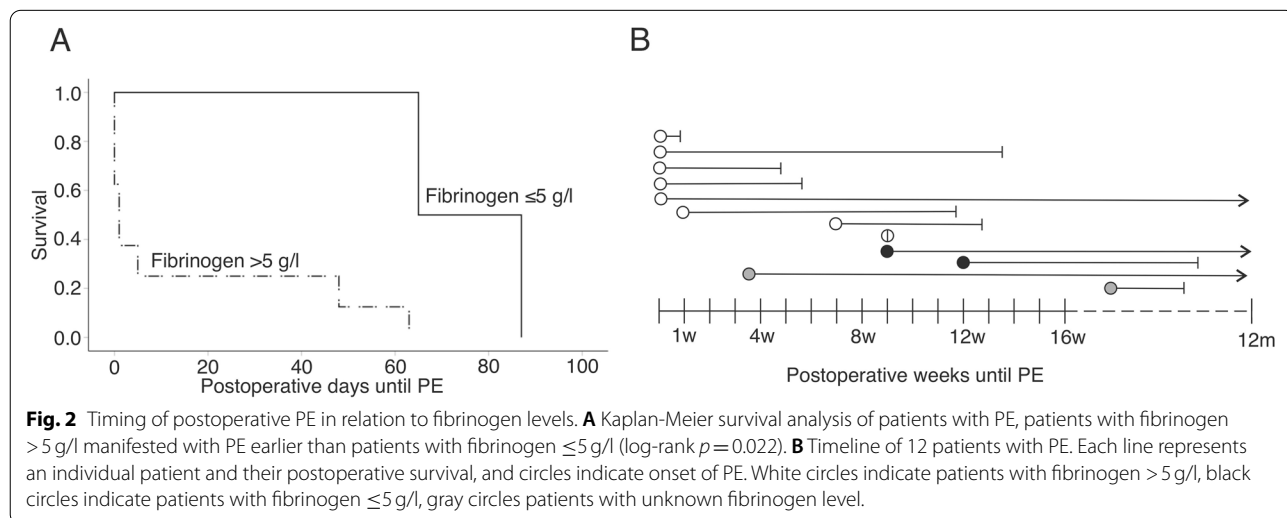 A
B
1.0
0.8
0.6
0.4
0.2
0.0
Survival
Fibrinogen ≤5 g/l
Fibrinogen >5 g/l
0 20 40 60 80 100
Postoperative days until PE
1w 4w 8w 12w 16w 12m
Postoperative weeks until PE
Fig. 2 Timing of postoperative PE in relation to fibrinogen levels. A Kaplan-Meier survival analysis of patients with PE, patients with fibrinogen
>5 g/l manifested with PE earlier than patients with fibrinogen ≤5 g/l (log-rank p=0.022). B Timeline of 12 patients with PE. Each line represents
an individual patient and their postoperative survival, and circles indicate onset of PE. White circles indicate patients with fibrinogen >5 g/l, black
circles indicate patients with fibrinogen ≤5 g/l, gray circles patients with unknown fibrinogen level.